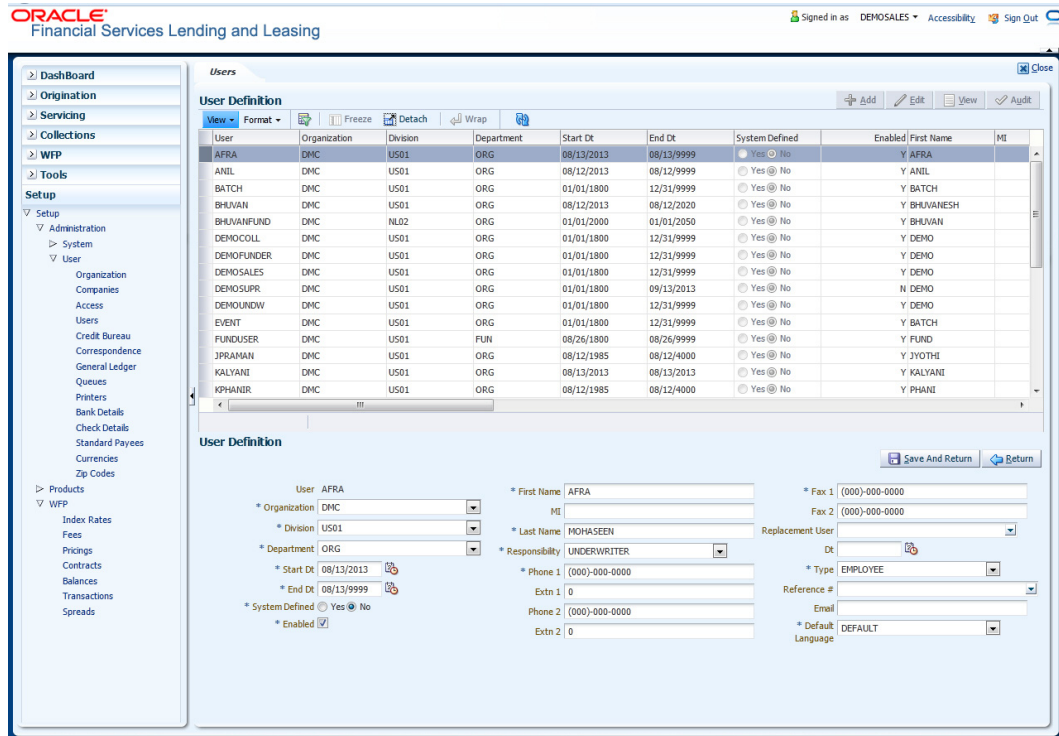 ORACLE®
Financial Services Lending and Leasing
Signed in as DEMOSALES Accessibility Sign Out
DashBoard
Origination
Servicing
Collections
WFP
Tools
Setup
Setup
Administration
System
User
Organization
Companies
Access
Users
Credit Bureau
Correspondence
General Ledger
Queues
Printers
Bank Details
Check Details
Standard Payees
Currencies
Zip Codes
Products
WFP
Index Rates
Fees
Pricings
Contracts
Balances
Transactions
Spreads
Users
Close
User Definition
Add Edit View Audit
View Format Freeze Detach Wrap
User Organization Division Department Start Dt End Dt System Defined Enabled First Name MI
AFRA DMC US01 ORG 08/13/2013 08/13/9999 Yes No Y AFRA
ANIL DMC US01 ORG 08/12/2013 08/12/9999 Yes No Y ANIL
BATCH DMC US01 ORG 01/01/1800 12/31/9999 Yes No Y BATCH
BHUVAN DMC US01 ORG 08/12/2013 08/12/2020 Yes No Y BHUVANESH
BHUVANFUND DMC NL02 ORG 01/01/2000 01/01/2050 Yes No Y BHUVAN
DEMOCOLL DMC US01 ORG 01/01/1800 12/31/9999 Yes No Y DEMO
DEMOFUNDER DMC US01 ORG 01/01/1800 12/31/9999 Yes No Y DEMO
DEMOSALES DMC US01 ORG 01/01/1800 12/31/9999 Yes No Y DEMO
DEMOSUPR DMC US01 ORG 01/01/1800 09/13/2013 Yes No N DEMO
DEMOUNDW DMC US01 ORG 01/01/1800 12/31/9999 Yes No Y DEMO
EVENT DMC US01 ORG 01/01/1800 12/31/9999 Yes No Y BATCH
FUNDUSER DMC US01 FUN 08/26/1800 08/26/9999 Yes No Y FUND
JPRAMAN DMC US01 ORG 08/12/1985 08/12/4000 Yes No Y JYOTHI
KALYANI DMC US01 ORG 08/13/2013 08/13/2013 Yes No Y KALYANI
KPHANIR DMC US01 ORG 08/12/1985 08/12/4000 Yes No Y PHANI
User Definition
Save And Return Return
User AFRA
* Organization DMC
* Division US01
* Department ORG
* Start Dt 08/13/2013
* End Dt 08/13/9999
* System Defined Yes No
* Enabled
* First Name AFRA
MI
* Last Name MOHASEEN
* Responsibility UNDERWRITER
* Phone 1 (000)-000-0000
Extn 1 0
Phone 2 (000)-000-0000
Extn 2 0
* Fax 1 (000)-000-0000
Fax 2 (000)-000-0000
Replacement User
Dt
* Type EMPLOYEE
Reference #
Email
* Default Language DEFAULT